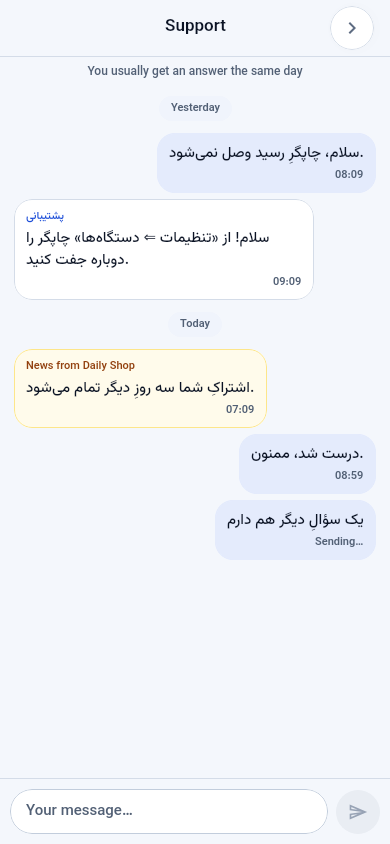 Support
You usually get an answer the same day
Yesterday
سلام، چاپگرِ رسید وصل نمی‌شود.
08:09
پشتیبانی
سلام! از «تنظیمات ⇐ دستگاه‌ها» چاپگر را
دوباره جفت کنید.
09:09
Today
News from Daily Shop
اشتراکِ شما سه روزِ دیگر تمام می‌شود.
07:09
درست شد، ممنون.
08:59
یک سؤالِ دیگر هم دارم
Sending…
Your message…